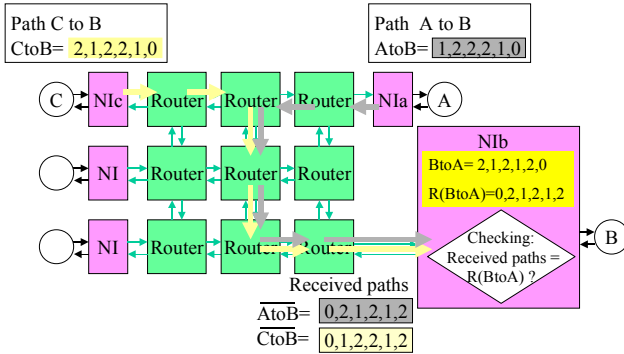 Path C to B
CtoB= 2,1,2,2,1,0
Path A to B
AtoB= 1,2,2,2,1,0
C
NIc
Router
Router
Router
NIa
A
NI
Router
Router
Router
NIb
BtoA= 2,1,2,1,2,0
R(BtoA)=0,2,1,2,1,2
NI
Router
Router
Router
Checking:
Received paths =
R(BtoA) ?
B
Received paths
AtoB= 0,2,1,2,1,2
CtoB= 0,1,2,2,1,2